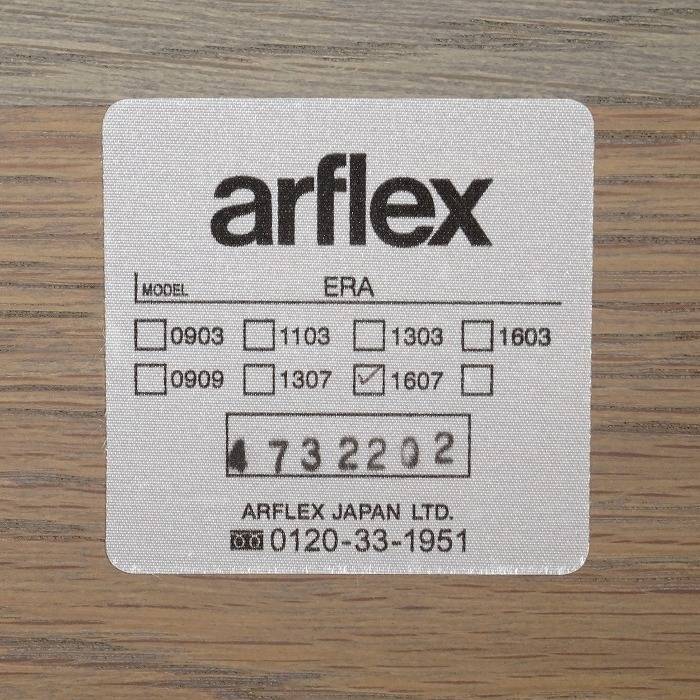 arflex
MODEL ERA
0903 1103 1303 1603
0909 1307 1607
4732202
ARFLEX JAPAN LTD.
0120-33-1951